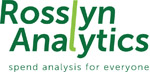 Rosslyn
Analytics
spend analysis for everyone